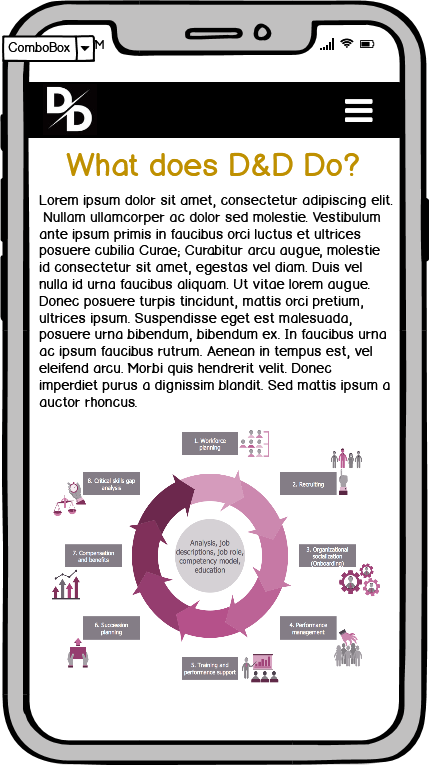 ComboBox
M
D
D
What does D&D Do?
Lorem ipsum dolor sit amet, consectetur adipiscing elit.
Nullam ullamcorper ac dolor sed molestie. Vestibulum
ante ipsum primis in faucibus orci luctus et ultrices
posuere cubilia Curae; Curabitur arcu augue, molestie
id consectetur sit amet, egestas vel diam. Duis vel
nulla id urna faucibus aliquam. Ut vitae lorem augue.
Donec posuere turpis tincidunt, mattis orci pretium,
ultrices ipsum. Suspendisse eget est malesuada,
posuere urna bibendum, bibendum ex. In faucibus urna
ac ipsum faucibus rutrum. Aenean in tempus est, vel
eleifend arcu. Morbi quis hendrerit velit. Donec
imperdiet purus a dignissim blandit. Sed mattis ipsum a
auctor rhoncus.
1. Workforce
planning
2. Recruiting
3. Organizational
socialization
(Onboarding)
4. Performance
management
5. Training and
performance support
6. Succession
planning
7. Compensation
and benefits
8. Critical skills gap
analysis
Analysis, job
descriptions, job role,
competency model,
education